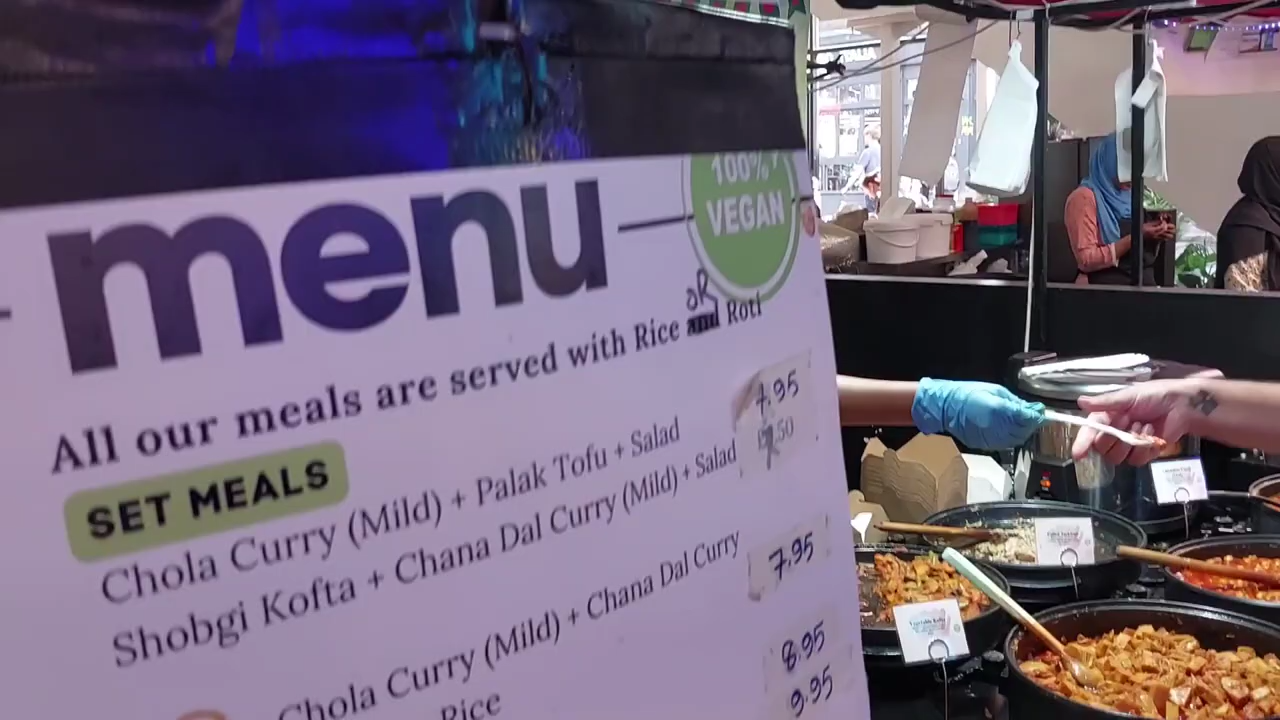 menu
100%
VEGAN
All our meals are served with Rice OR and Roti
SET MEALS
Chola Curry (Mild) + Palak Tofu + Salad 7.95
Shobgi Kofta + Chana Dal Curry (Mild) + Salad 7.50
Chola Curry (Mild) + Chana Dal Curry 7.95
Rice
8.95
9.95